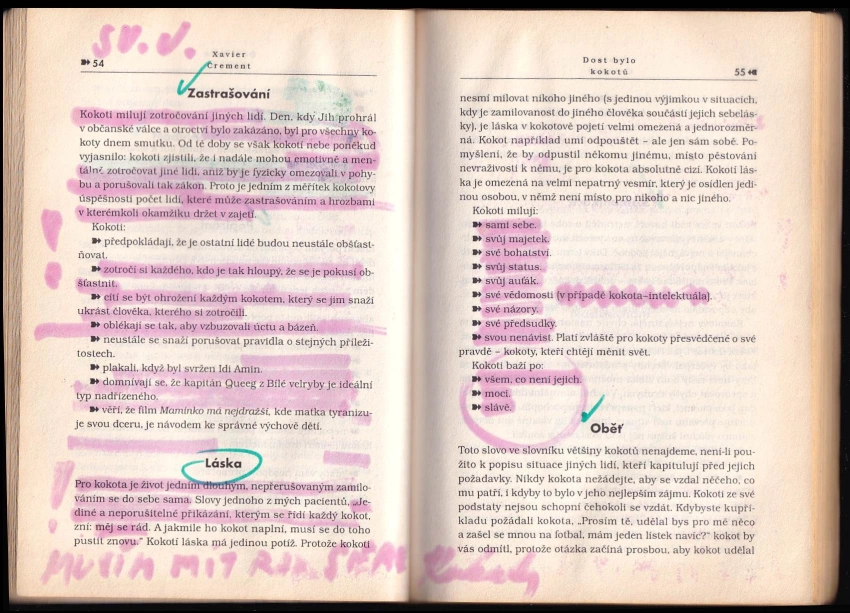 SV. J.
Xavier
54
Črement
Zastrašování
Kokoti milují zotročování jiných lidí. Den, kdy Jih prohrál
v občanské válce a otroctví bylo zakázáno, byl pro všechny ko-
koty dnem smutku. Od té doby se však kokoti nebe poněkud
vyjasnilo: kokoti zjistili, že i nadále mohou emotivně a men-
tálně zotročovat jiné lidi, aniž by je fyzicky omezovali v pohy-
bu a porušovali tak zákon. Proto je jedním z měřítek kokotovy
úspěšnosti počet lidí, které může zastrašováním a hrozbami
v kterémkoli okamžiku držet v zajetí.
Kokoti:
předpokládají, že je ostatní lidé budou neustále obšťast-
ňovat.
zotročí si každého, kdo je tak hloupý, že se je pokusí ob-
šťastnit.
cítí se být ohrožení každým kokotem, který se jim snaží
ukrást člověka, kterého si zotročili.
oblékají se tak, aby vzbuzovali úctu a bázeň.
neustále se snaží porušovat pravidla o stejných příleži-
tostech.
plakali, když byl svržen Idi Amin.
domnívají se, že kapitán Queeg z Bílé velryby je ideální
typ nadřízeného.
věří, že film Maminko má nejdražší, kde matka tyranizu-
je svou dceru, je návodem ke správné výchově dětí.
Láska
Pro kokota je život jedním dlouhým, nepřerušovaným zamilo-
váním se do sebe sama. Slovy jednoho z mých pacientů, „Je-
diné a neporušitelné přikázání, kterým se řídí každý kokot,
zní: měj se rád. A jakmile ho kokot naplní, musí se do toho
pustit znovu.“ Kokotí láska má jedinou potíž. Protože kokoti
MUSÍM MÍT RÁD
Dost bylo
kokotů
55
nesmí milovat nikoho jiného (s jedinou výjimkou v situacích,
kdy je zamilovanost do jiného člověka součástí jejich sebelás-
ky), je láska v kokotově pojetí velmi omezená a jednorozměr-
ná. Kokot například umí odpouštět – ale jen sám sobě. Po-
myšlení, že by odpustil někomu jinému, místo pěstování
nevraživosti k němu, je pro kokota absolutně cizí. Kokotí lás-
ka je omezena na velmi nepatrný vesmír, který je osídlen jedi-
nou osobou, v němž není místo pro nikoho a nic jiného.
Kokoti milují:
sami sebe.
svůj majetek.
své bohatství.
svůj status.
svůj auťák.
své vědomosti (v případě kokota–intelektuála).
své názory.
své předsudky.
svou nenávist. Platí zvláště pro kokoty přesvědčené o své
pravdě – kokoty, kteří chtějí měnit svět.
Kokoti baží po:
všem, co není jejich.
moci.
slávě.
Oběť
Toto slovo ve slovníku většiny kokotů nenajdeme, není-li pou-
žito k popisu situace jiných lidí, kteří kapitulují před jejich
požadavky. Nikdy kokota nežádejte, aby se vzdal něčeho, co
mu patří, i kdyby to bylo v jeho nejlepším zájmu. Kokoti ze své
podstaty nejsou schopni čehokoli se vzdát. Kdybyste kupří-
kladu požádali kokota, „Prosím tě, udělal bys pro mě něco
a zašel se mnou na fotbal, mám jeden lístek navíc?“ kokot by
vás odmítl, protože otázka začíná prosbou, aby kokot udělal